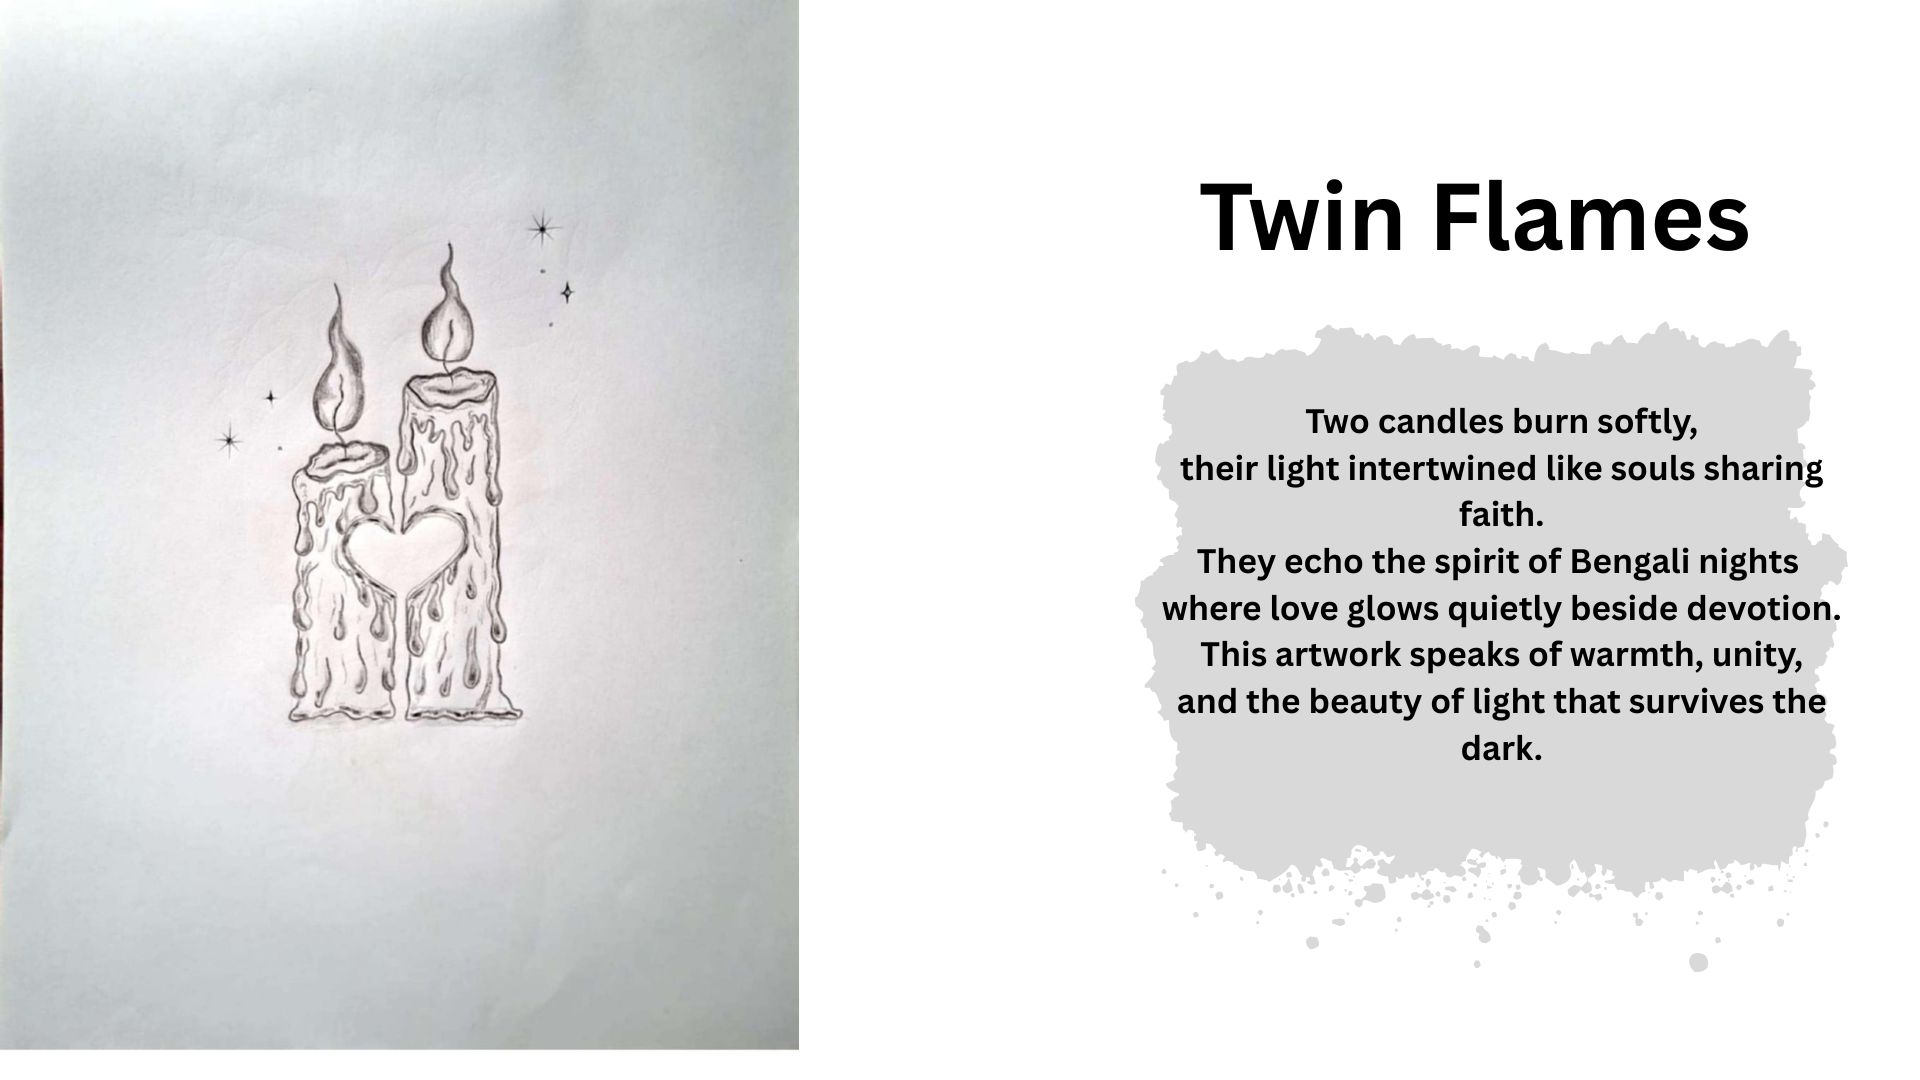 Twin Flames
Two candles burn softly,
their light intertwined like souls sharing
faith.
They echo the spirit of Bengali nights
where love glows quietly beside devotion.
This artwork speaks of warmth, unity,
and the beauty of light that survives the
dark.